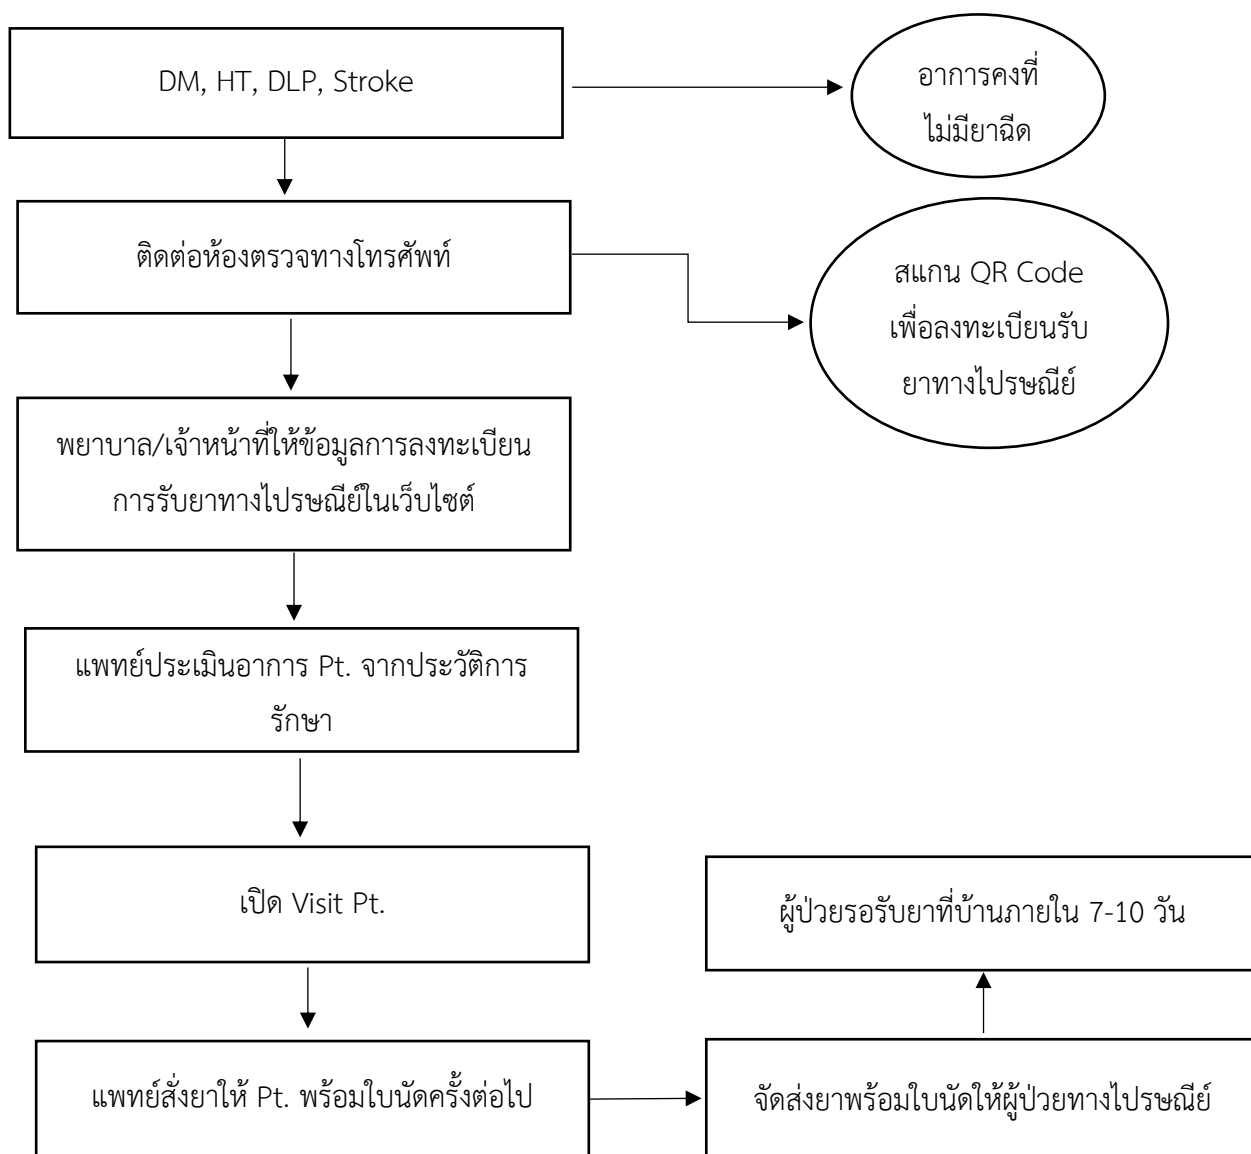 DM, HT, DLP, Stroke
อาการคงที่
ไม่มียาฉีด
ติดต่อห้องตรวจทางโทรศัพท์
สแกน QR Code
เพื่อลงทะเบียนรับ
ยาทางไปรษณีย์
พยาบาล/เจ้าหน้าที่ให้ข้อมูลการลงทะเบียน
การรับยาทางไปรษณีย์ในเว็บไซต์
แพทย์ประเมินอาการ Pt. จากประวัติการ
รักษา
เปิด Visit Pt.
แพทย์สั่งยาให้ Pt. พร้อมใบนัดครั้งต่อไป
จัดส่งยาพร้อมใบนัดให้ผู้ป่วยทางไปรษณีย์
ผู้ป่วยรอรับยาที่บ้านภายใน 7-10 วัน